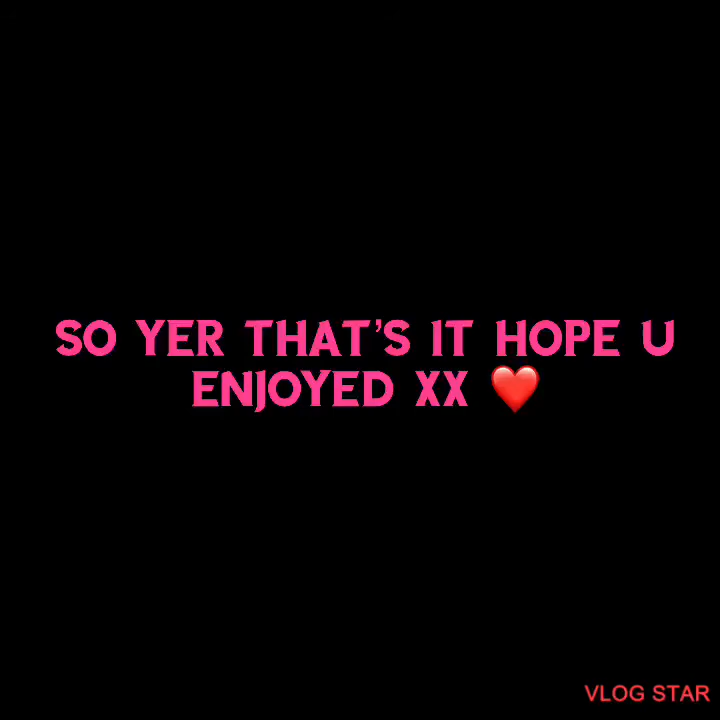 SO YER THAT'S IT HOPE U
ENJOYED XX ❤️
VLOG STAR